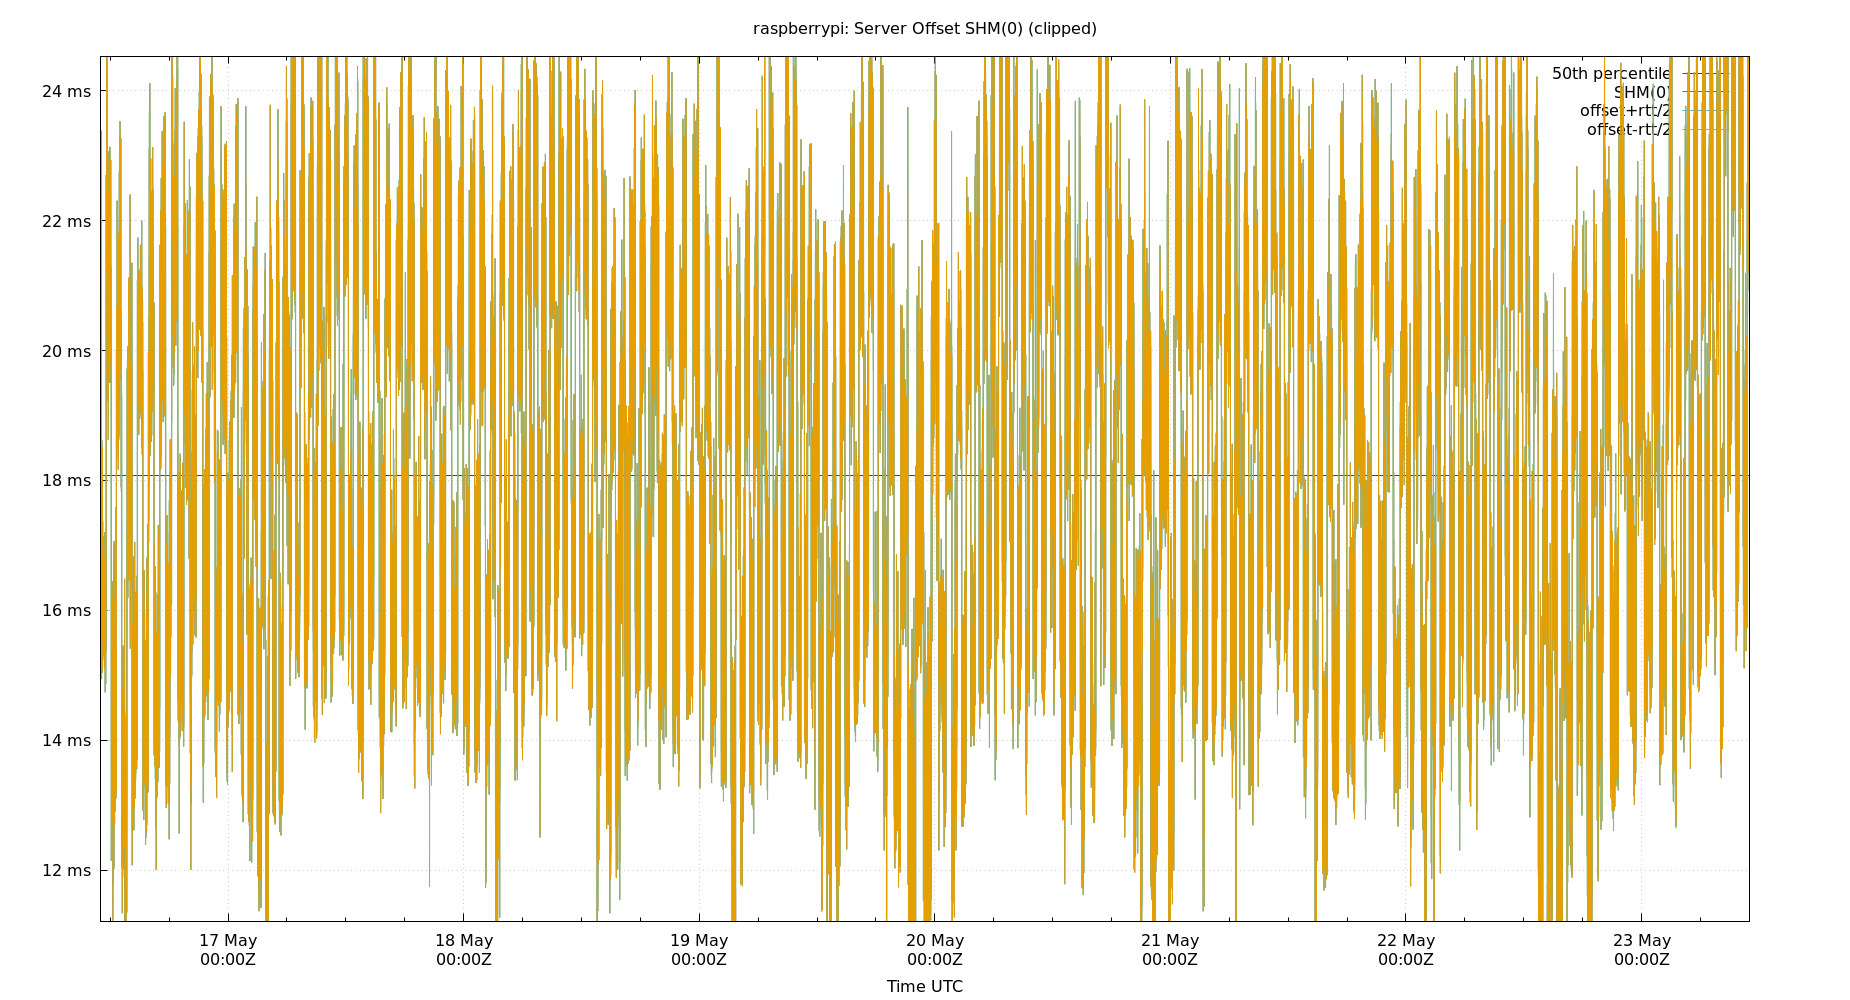 raspberrypi: Server Offset SHM(0) (clipped)
50th percentile
SHM(0)
offset+rtt/2
offset-rtt/2
24 ms
22 ms
20 ms
18 ms
16 ms
14 ms
12 ms
17 May
00:00Z
18 May
00:00Z
19 May
00:00Z
20 May
00:00Z
21 May
00:00Z
22 May
00:00Z
23 May
00:00Z
Time UTC